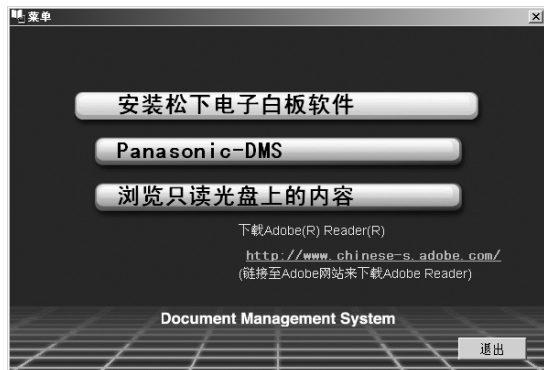 菜单
安装松下电子白板软件
Panasonic-DMS
浏览只读光盘上的内容
下载Adobe(R) Reader(R)
http://www.chinese-s.adobe.com/
(链接至Adobe网站来下载Adobe Reader)
Document Management System
退出